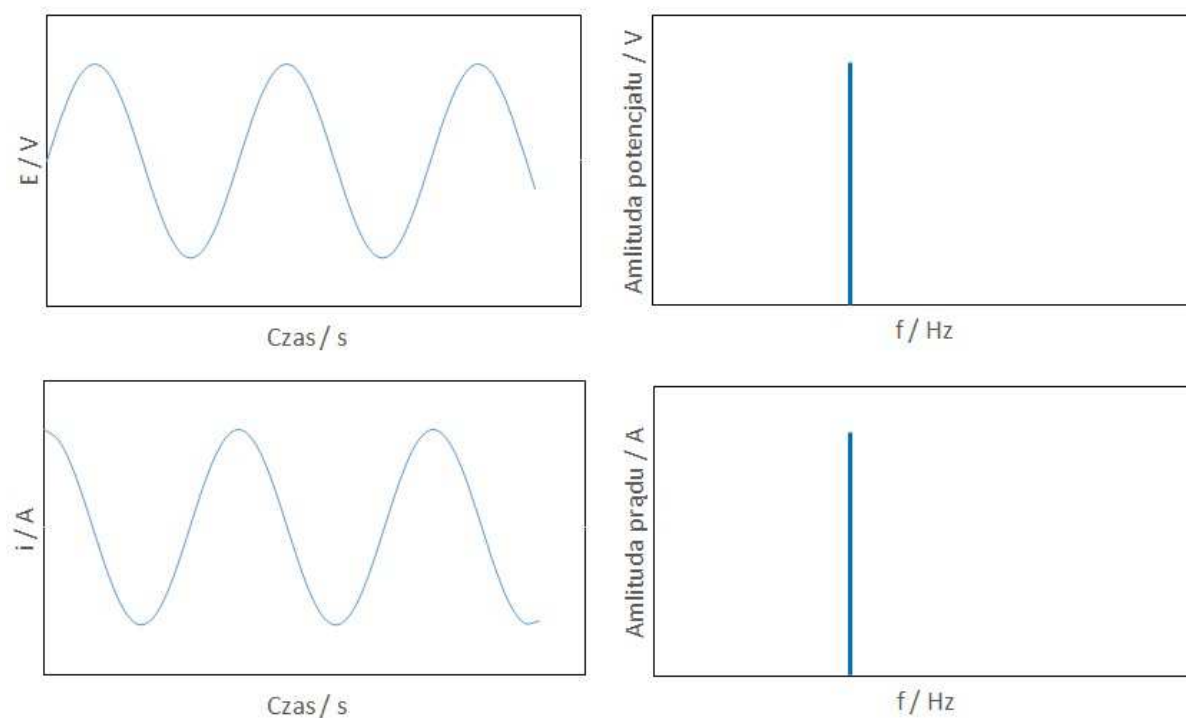 E / V
Czas / s
Amlituda potencjału / V
f / Hz
i / A
Czas / s
Amlituda prądu / A
f / Hz